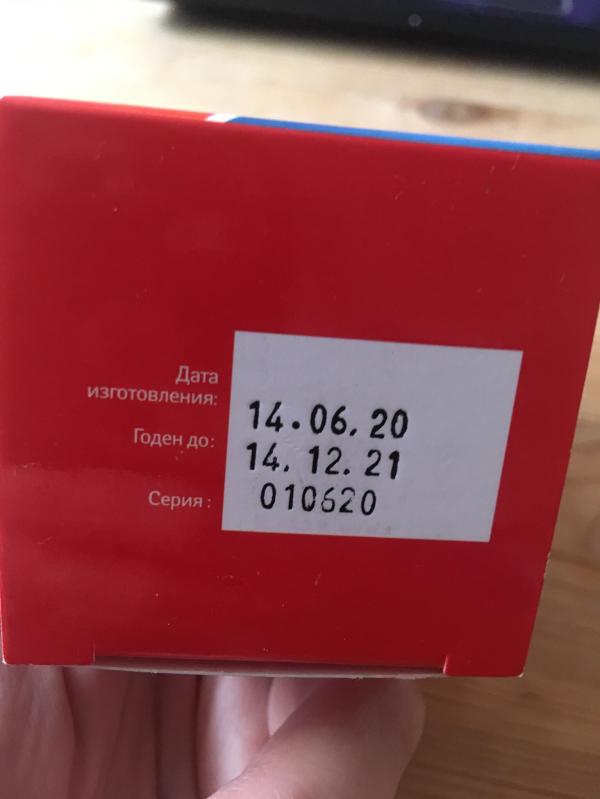 Дата
изготовления:
14.06.20
Годен до:
14.12.21
Серия:
010620